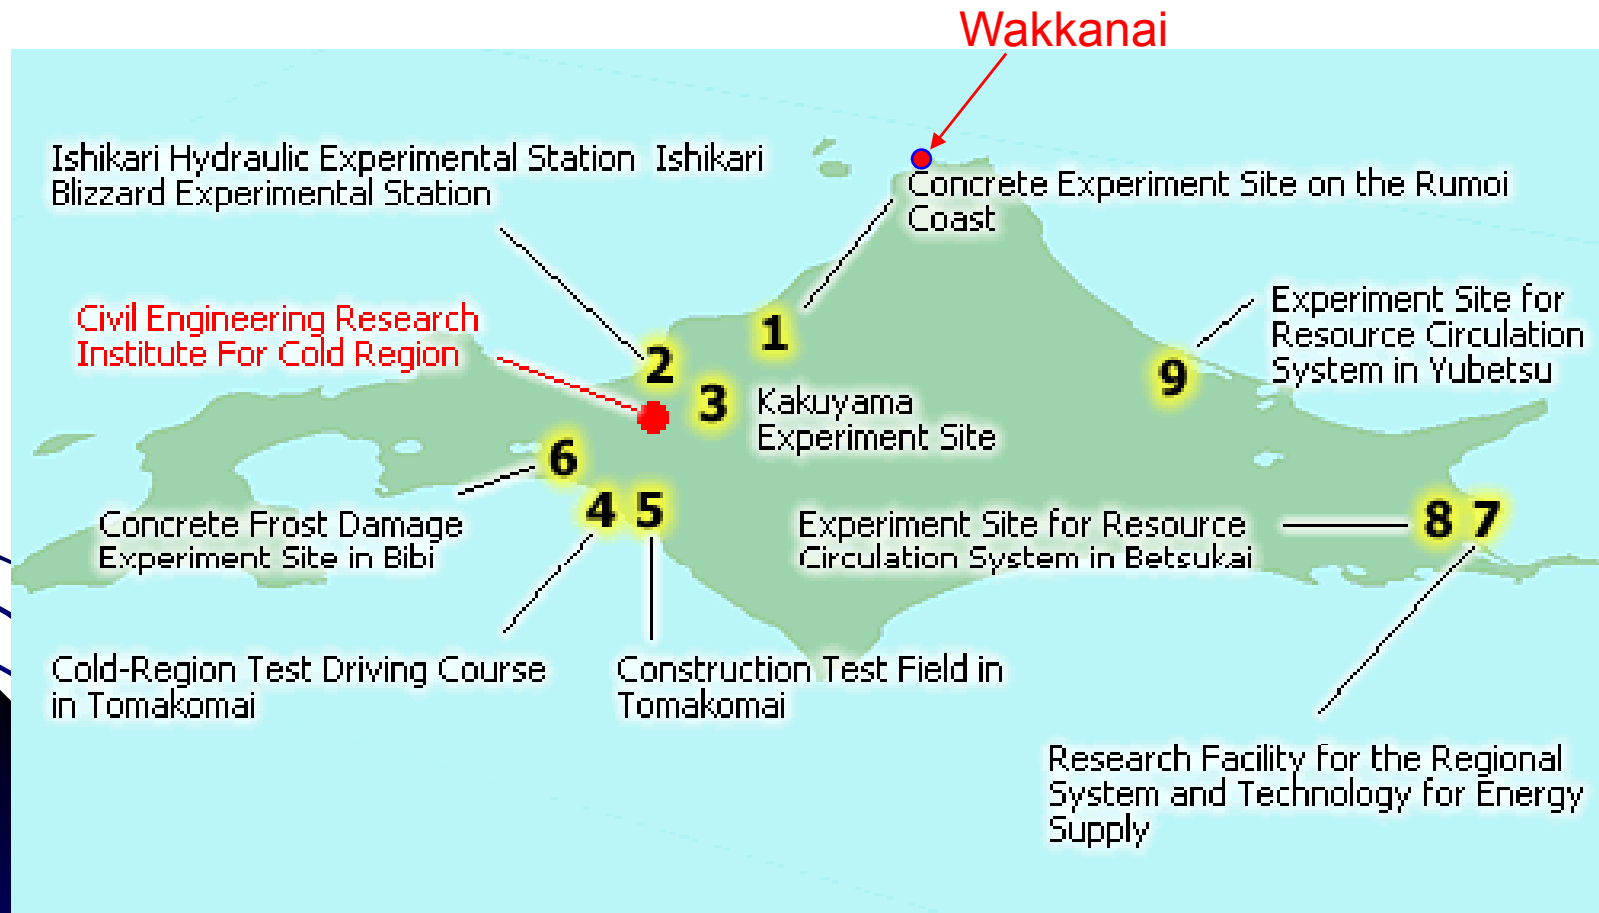 Wakkanai
Ishikari Hydraulic Experimental Station Ishikari
Blizzard Experimental Station
Concrete Experiment Site on the Rumoi
Coast
Civil Engineering Research
Institute For Cold Region
1
2
3
Kakuyama
Experiment Site
9
Experiment Site for
Resource Circulation
System in Yubetsu
6
4
5
Concrete Frost Damage
Experiment Site in Bibi
Experiment Site for Resource
Circulation System in Betsukai
8
7
Cold-Region Test Driving Course
in Tomakomai
Construction Test Field in
Tomakomai
Research Facility for the Regional
System and Technology for Energy
Supply